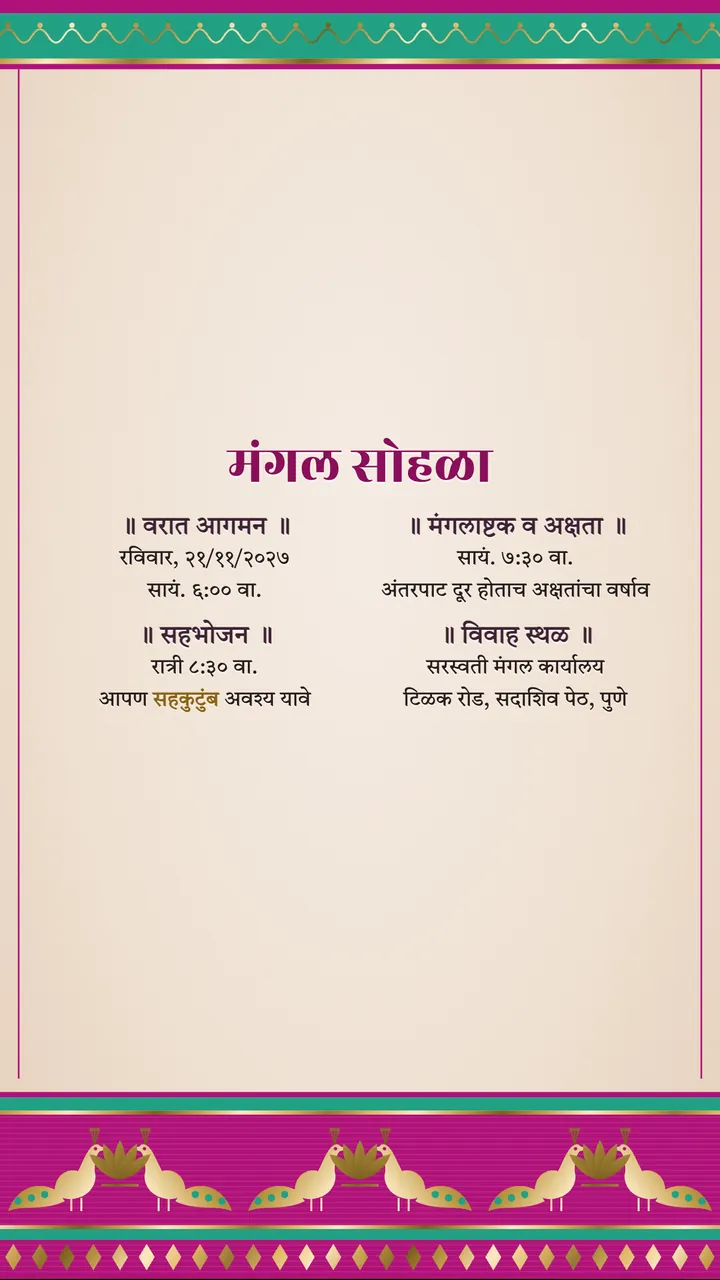 मंगल सोहळा
॥ वरात आगमन ॥
रविवार, २१/११/२०२७
सायं. ६:०० वा.
॥ मंगलाष्टक व अक्षता ॥
सायं. ७:३० वा.
अंतरपाट दूर होताच अक्षतांचा वर्षाव
॥ सहभोजन ॥
रात्री ८:३० वा.
आपण सहकुटुंब अवश्य यावे
॥ विवाह स्थळ ॥
सरस्वती मंगल कार्यालय
टिळक रोड, सदाशिव पेठ, पुणे